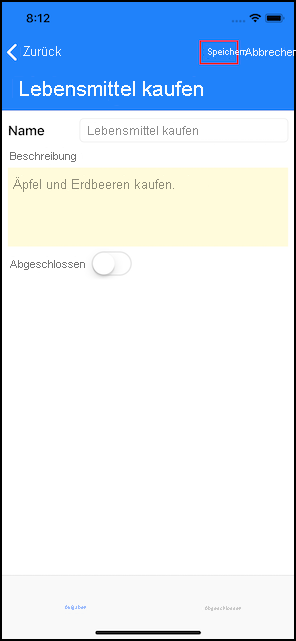 8:12
Zurück Speichern Abbrechen
Lebensmittel kaufen
Name Lebensmittel kaufen
Beschreibung
Äpfel und Erdbeeren kaufen.
Abgeschlossen
Aufgaben Abgeschlossen